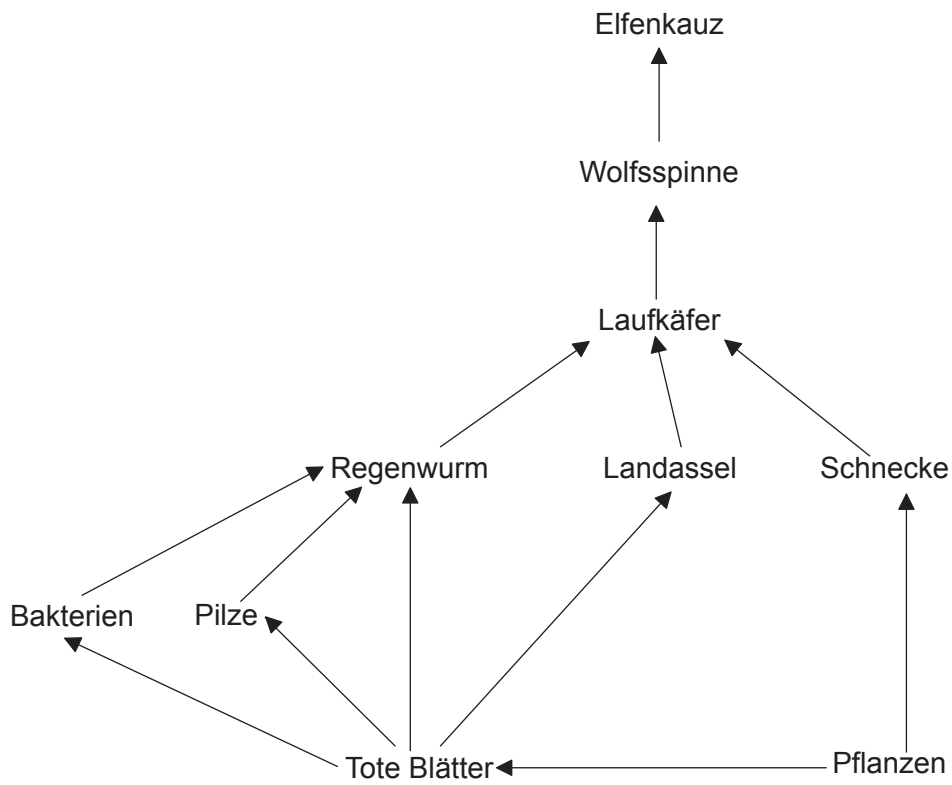 Elfenkauz
Wolfsspinne
Laufkäfer
Regenwurm
Landassel
Schnecke
Bakterien
Pilze
Tote Blätter
Pflanzen